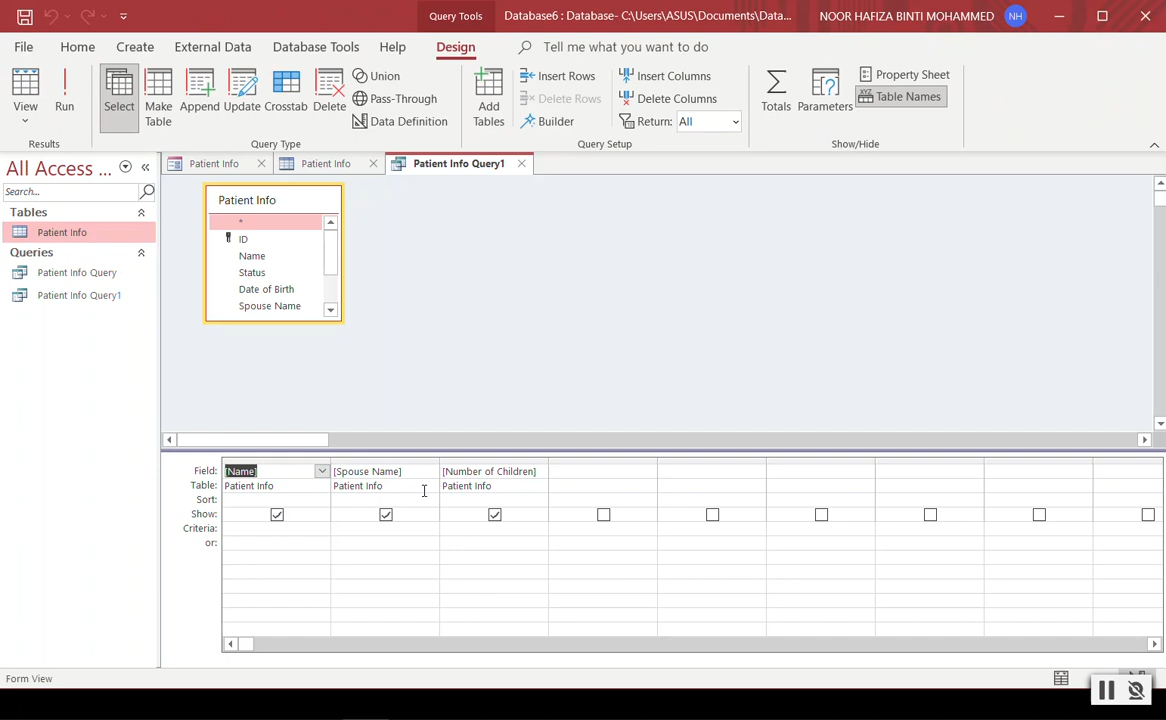 Query Tools
Database6 : Database- C:\Users\ASUS\Documents\Data...
NOOR HAFIZA BINTI MOHAMMED
NH
File
Home
Create
External Data
Database Tools
Help
Design
Tell me what you want to do
View
Run
Select
Make
Table
Append
Update
Crosstab
Delete
Union
Pass-Through
Data Definition
Add
Tables
Insert Rows
Delete Rows
Builder
Insert Columns
Delete Columns
Return: All
Totals
Parameters
Property Sheet
XYZ
Table Names
Results
Query Type
Query Setup
Show/Hide
All Access ...
Search...
Tables
Patient Info
Queries
Patient Info Query
Patient Info Query1
Patient Info
Patient Info
Patient Info Query1
Patient Info
*
ID
Name
Status
Date of Birth
Spouse Name
Field: [Name] [Spouse Name] [Number of Children]
Table: Patient Info Patient Info Patient Info
Sort:
Show:
Criteria:
or:
Form View